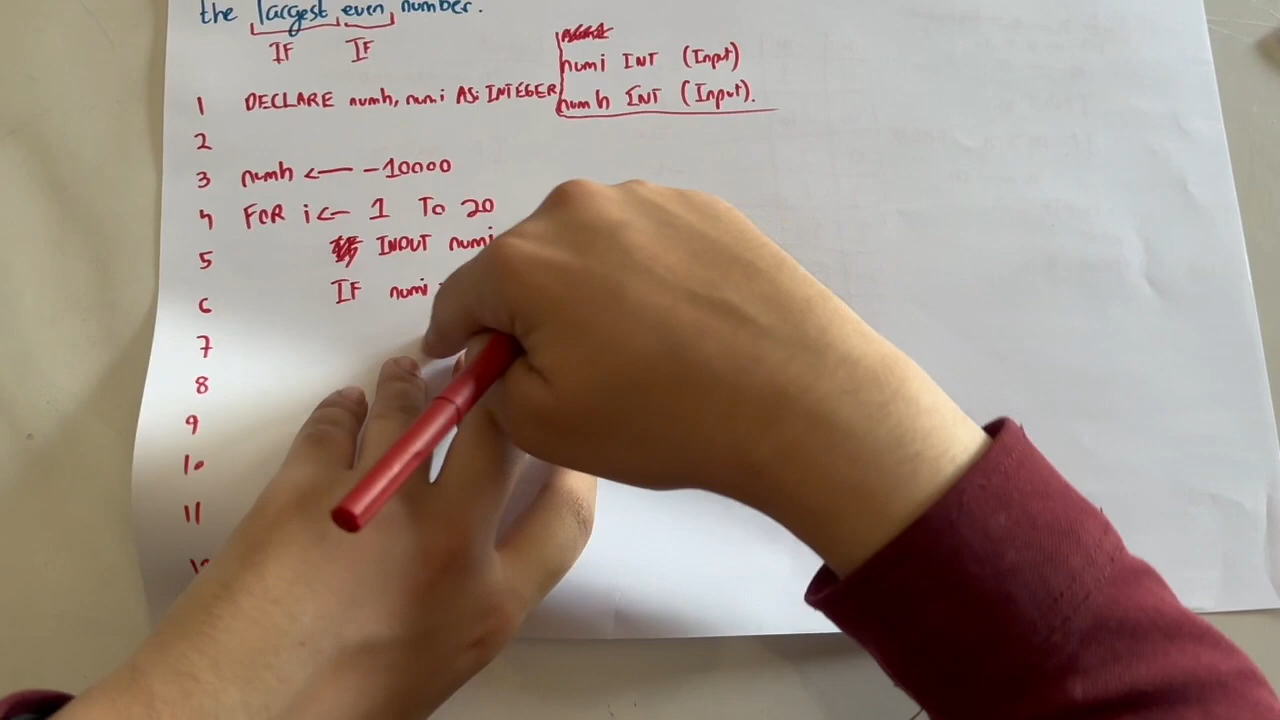 the largest even number.
IF IF
numi INT (Input)
1 DECLARE numh, numi AS: INTEGER numh INT (Input).
2
3 numh <— -10000
4 FOR i <— 1 To 20
5 INPUT numi
6 IF numi
7
8
9
10
11